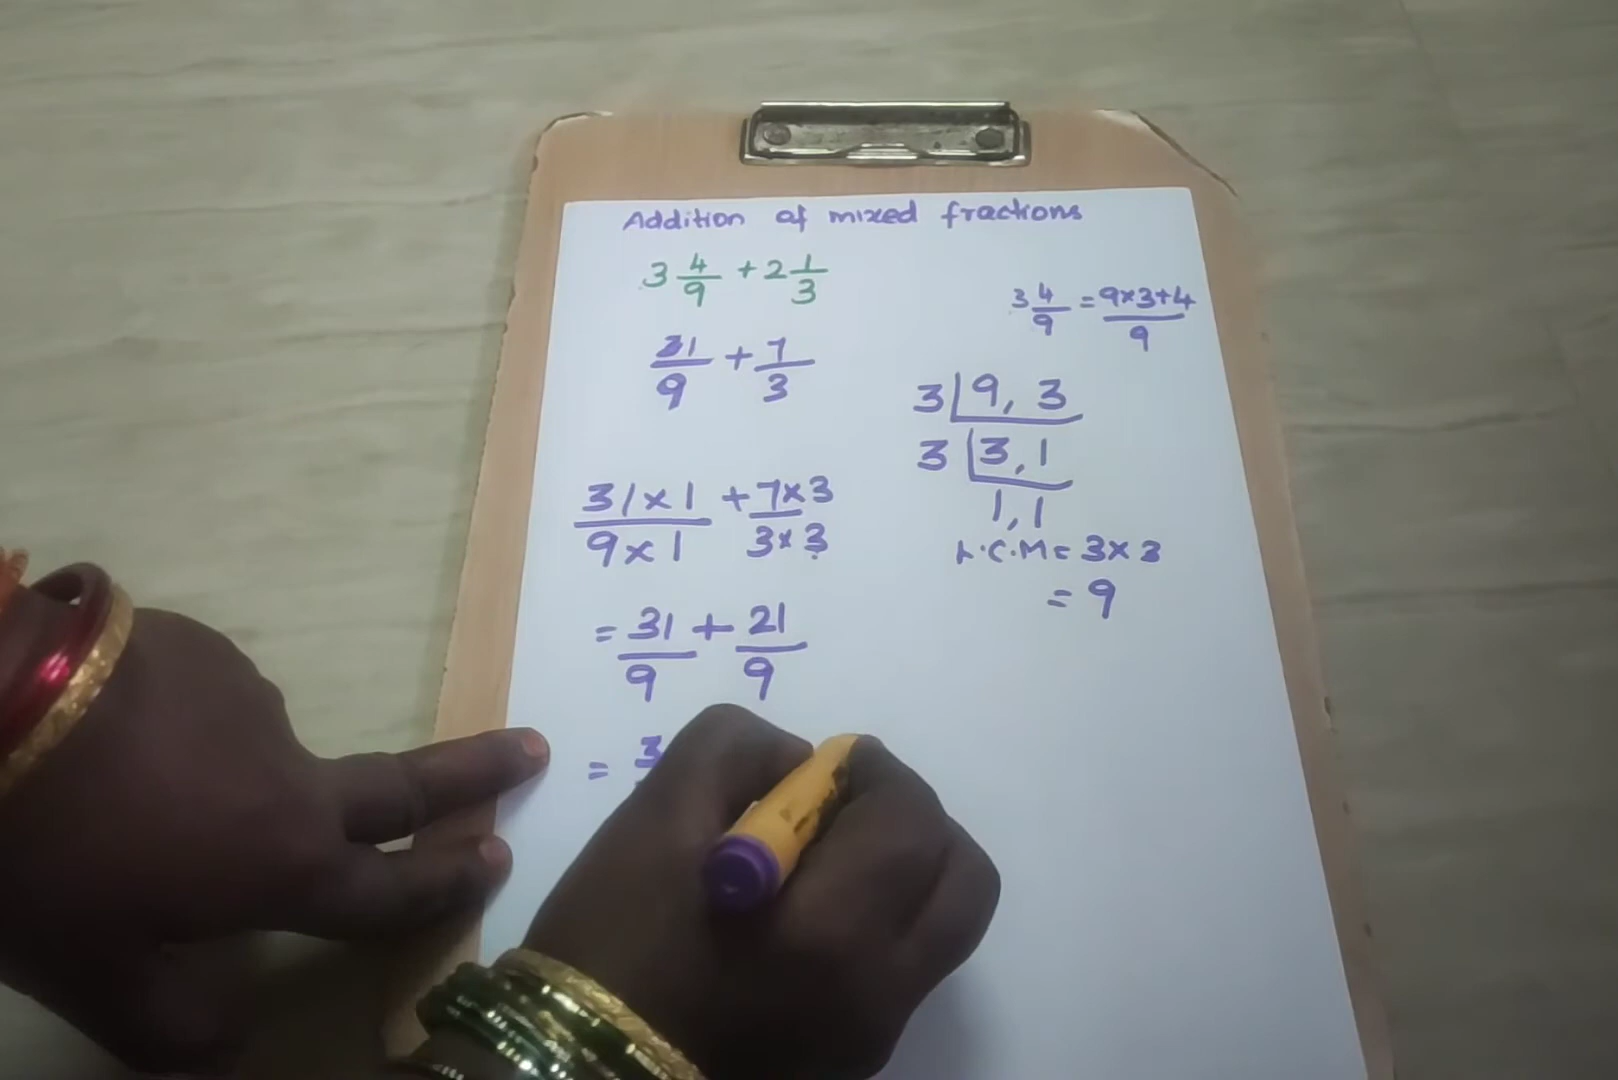 Addition of mixed fractions
3 4/9 + 2 1/3
31/9 + 7/3
31×1/9×1 + 7×3/3×3
= 31/9 + 21/9
= 3
3 4/9 = 9×3+4/9
3 | 9, 3
3 | 3, 1
1, 1
L.C.M = 3×3
= 9